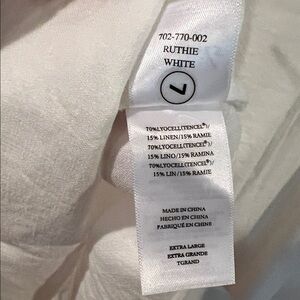 702-770-002
RUTHIE
WHITE
7
70%LYOCELL(TENCEL®)/
15% LINEN/15% RAMIE
70%LYOCELL(TENCEL®)/
15% LINO/15% RAMINA
70%LYOCELL(TENCEL®)/
15% LIN/15% RAMIE
MADE IN CHINA
HECHO EN CHINA
FABRIQUÉ EN CHINE
EXTRA LARGE
EXTRA GRANDE
TGRAND